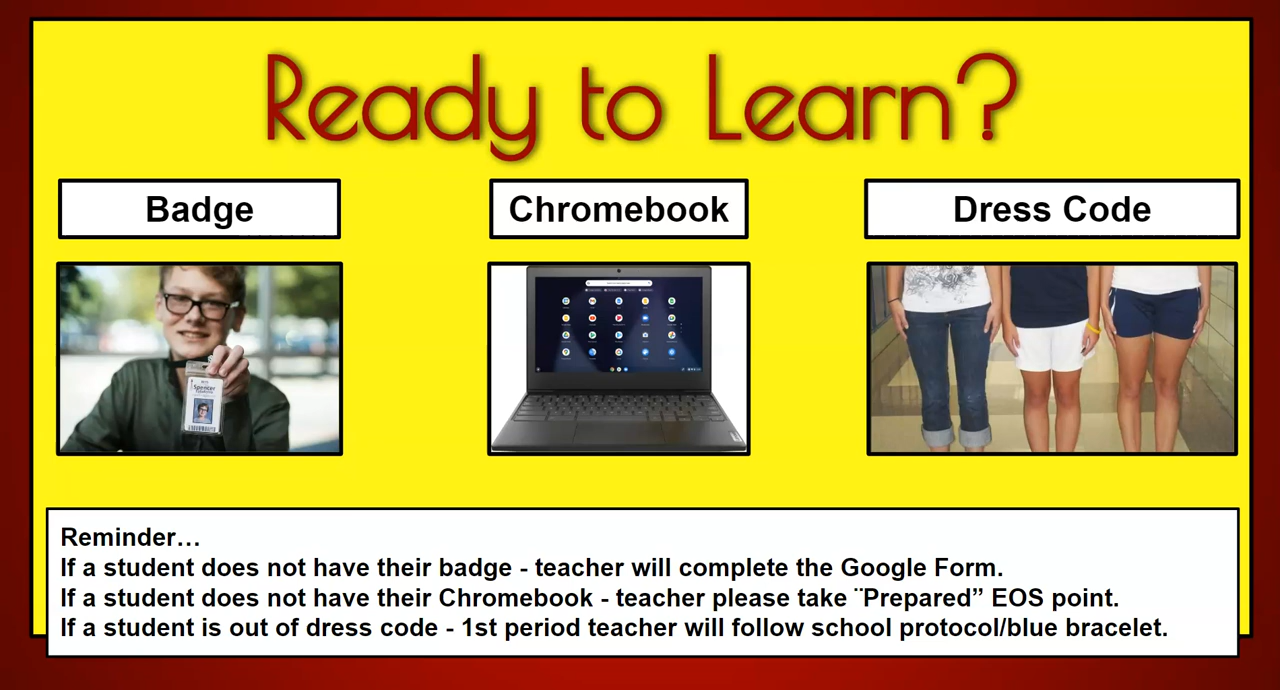 Ready to Learn?
Badge
Chromebook
Dress Code
Spencer
Reminder…
If a student does not have their badge - teacher will complete the Google Form.
If a student does not have their Chromebook - teacher please take ¨Prepared” EOS point.
If a student is out of dress code - 1st period teacher will follow school protocol/blue bracelet.